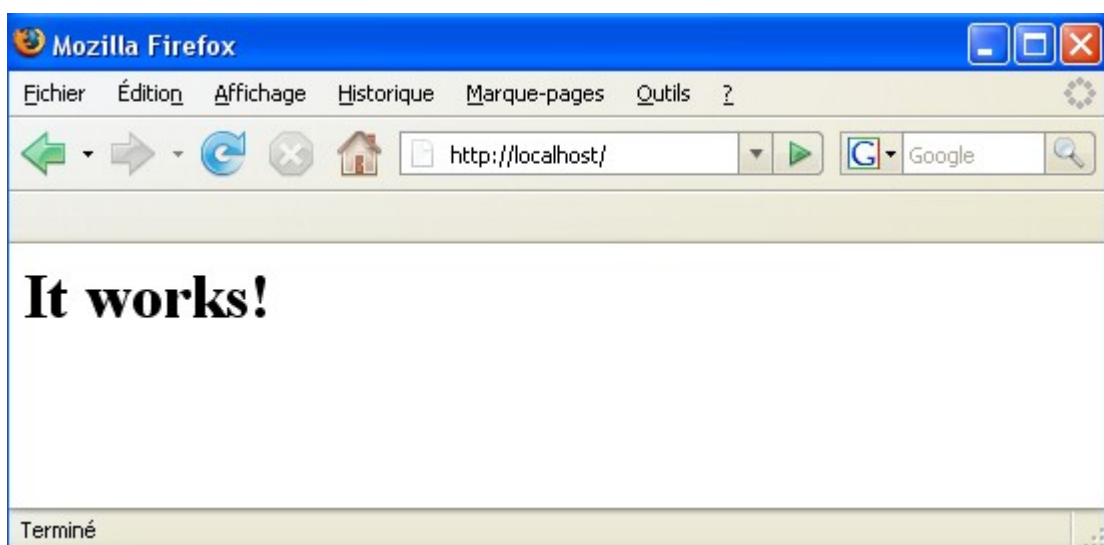 Mozilla Firefox
Fichier Édition Affichage Historique Marque-pages Outils ?
http://localhost/ G Google
It works!
Terminé